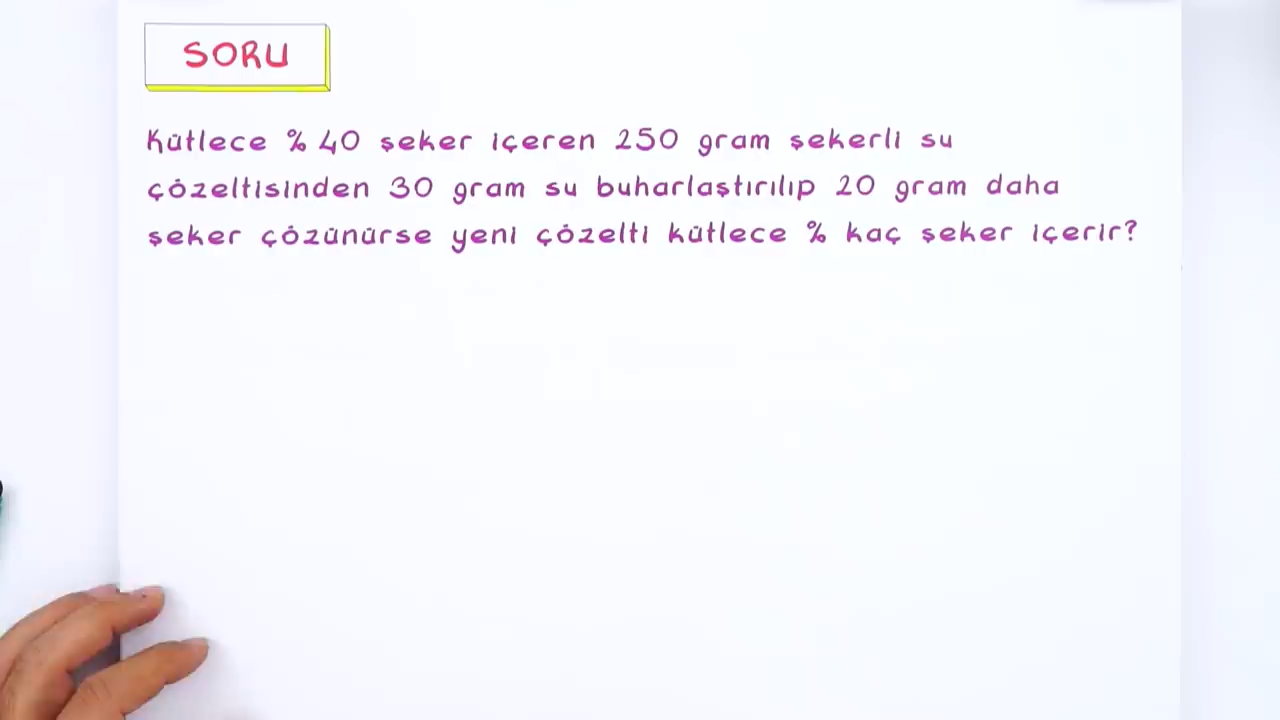 SORU
Kütlece % 40 şeker içeren 250 gram şekerli su
çözeltisinden 30 gram su buharlaştırılıp 20 gram daha
şeker çözünürse yeni çözelti kütlece % kaç şeker içerir?